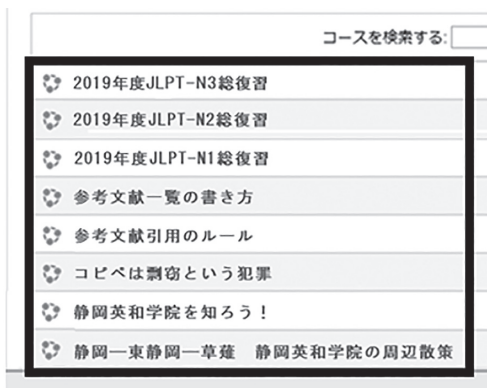 コースを検索する:
2019年度JLPT-N3総復習
2019年度JLPT-N2総復習
2019年度JLPT-N1総復習
参考文献一覧の書き方
参考文献引用のルール
コピペは剽窃という犯罪
静岡英和学院を知ろう！
静岡―東静岡―草薙　静岡英和学院の周辺散策